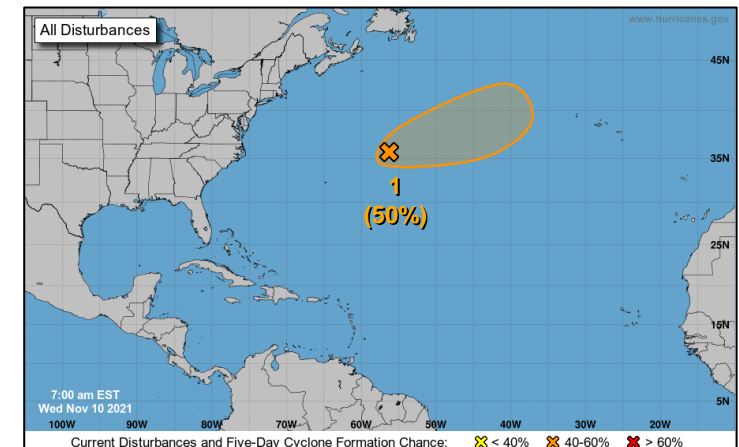 All Disturbances
www.hurricanes.gov
45N
35N
1
(50%)
25N
15N
7:00 am EST
Wed Nov 10 2021
5N
100W 90W 80W 70W 60W 50W 40W 30W 20W
Current Disturbances and Five-Day Cyclone Formation Chance: < 40% 40-60% > 60%